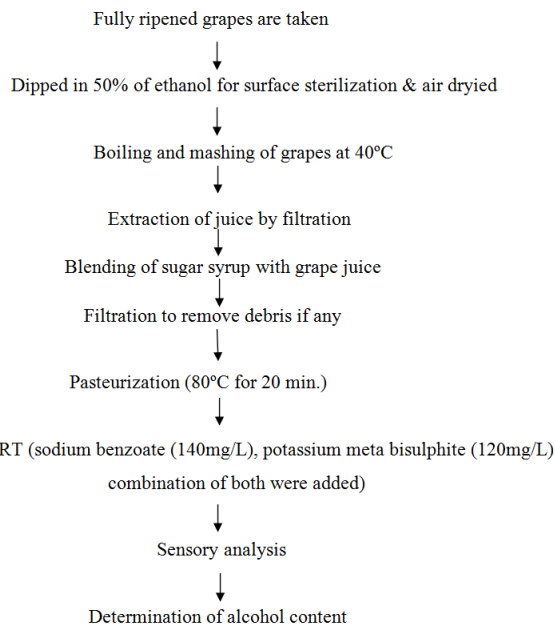 Fully ripened grapes are taken
Dipped in 50% of ethanol for surface sterilization & air dryied
Boiling and mashing of grapes at 40ºC
Extraction of juice by filtration
Blending of sugar syrup with grape juice
Filtration to remove debris if any
Pasteurization (80ºC for 20 min.)
RT (sodium benzoate (140mg/L), potassium meta bisulphite (120mg/L)
combination of both were added)
Sensory analysis
Determination of alcohol content